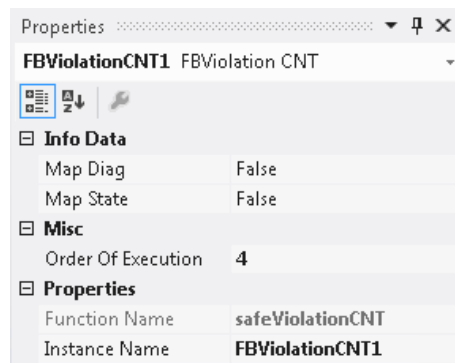 Properties
FBViolationCNT1 FBViolation CNT
Info Data
Map Diag False
Map State False
Misc
Order Of Execution 4
Properties
Function Name safeViolationCNT
Instance Name FBViolationCNT1